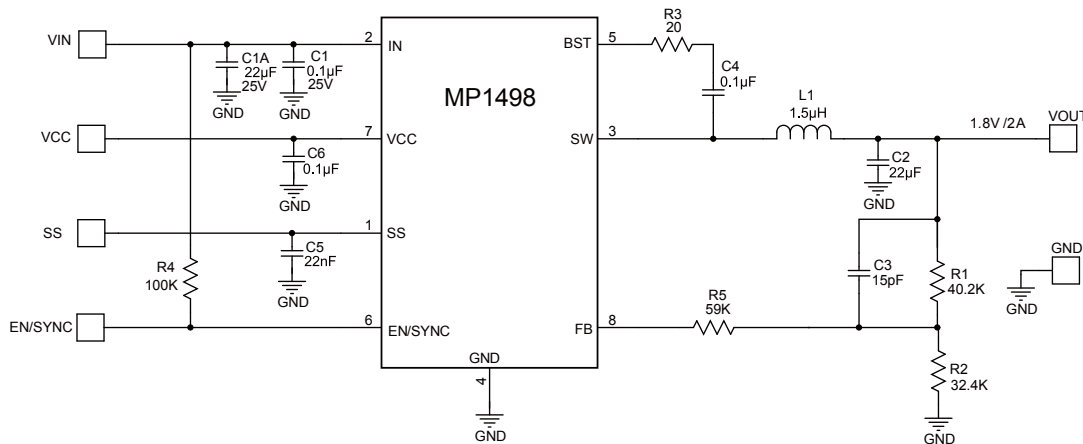 VIN
2
IN
C1A
22µF
25V
GND
C1
0.1µF
25V
GND
VCC
7
VCC
C6
0.1µF
GND
SS
1
SS
C5
22nF
GND
R4
100K
EN/SYNC
6
EN/SYNC
MP1498
GND
4
GND
BST
5
R3
20
C4
0.1µF
SW
3
L1
1.5µH
1.8V /2A
VOUT
C2
22µF
GND
GND
GND
C3
15pF
R1
40.2K
FB
8
R5
59K
R2
32.4K
GND